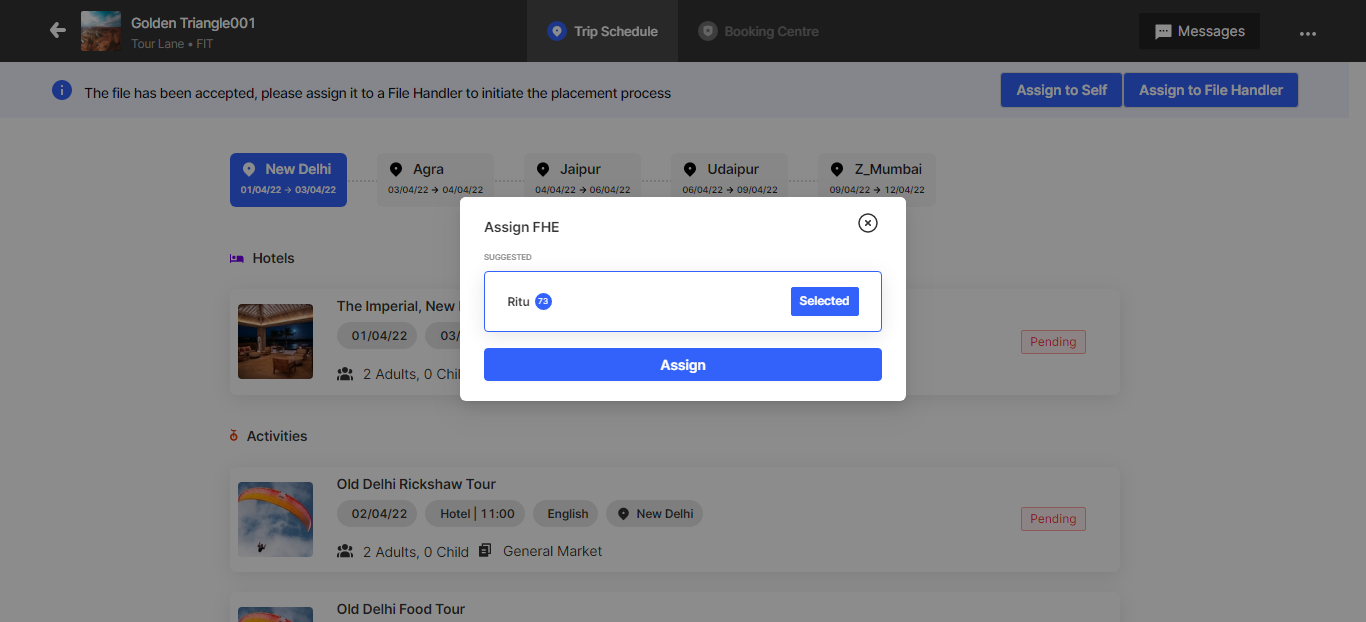 Golden Triangle001
Tour Lane • FIT
Trip Schedule
Booking Centre
Messages
The file has been accepted, please assign it to a File Handler to initiate the placement process
Assign to Self
Assign to File Handler
New Delhi
01/04/22 → 03/04/22
Agra
03/04/22 → 04/04/22
Jaipur
04/04/22 → 06/04/22
Udaipur
06/04/22 → 09/04/22
Z_Mumbai
09/04/22 → 12/04/22
Assign FHE
SUGGESTED
Ritu 73
Selected
Assign
Hotels
The Imperial, New
01/04/22
03/
2 Adults, 0 Chil
Pending
Activities
Old Delhi Rickshaw Tour
02/04/22
Hotel | 11:00
English
New Delhi
2 Adults, 0 Child
General Market
Pending
Old Delhi Food Tour